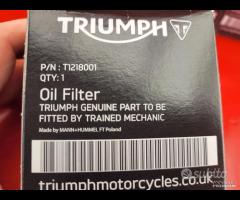 TRIUMPH
P/N : T1218001
QTY: 1
Oil Filter
TRIUMPH GENUINE PART TO BE
FITTED BY TRAINED MECHANIC
Made by MANN+HUMMEL FT Poland
triumphmotorcycles.co.uk
subito